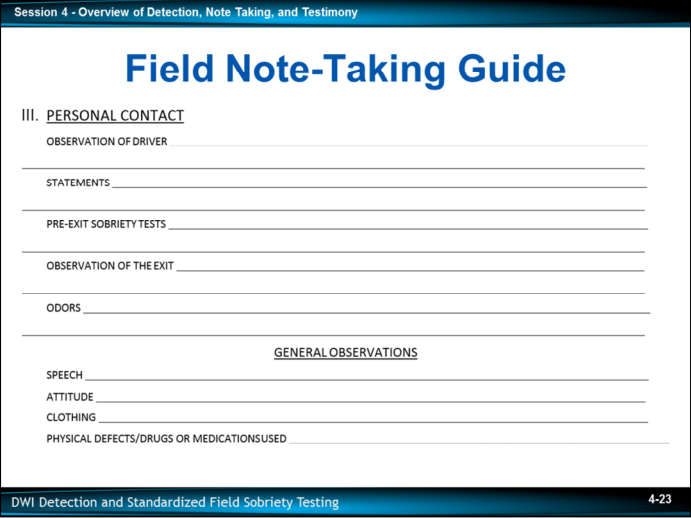 Session 4 - Overview of Detection, Note Taking, and Testimony
Field Note-Taking Guide
III. PERSONAL CONTACT
OBSERVATION OF DRIVER
STATEMENTS
PRE-EXIT SOBRIETY TESTS
OBSERVATION OF THE EXIT
ODORS
GENERAL OBSERVATIONS
SPEECH
ATTITUDE
CLOTHING
PHYSICAL DEFECTS/DRUGS OR MEDICATIONS USED
DWI Detection and Standardized Field Sobriety Testing
4-23